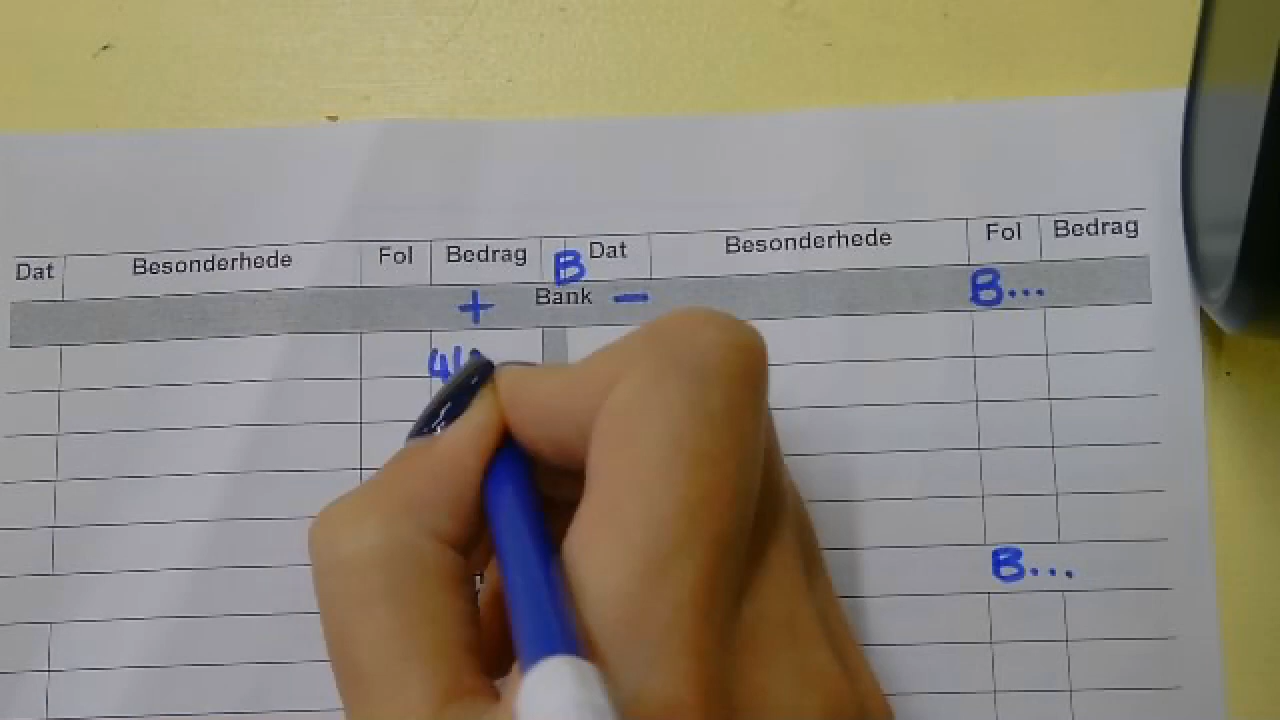 Dat Besonderhede Fol Bedrag B Dat Besonderhede Fol Bedrag
+ Bank - B...
B...